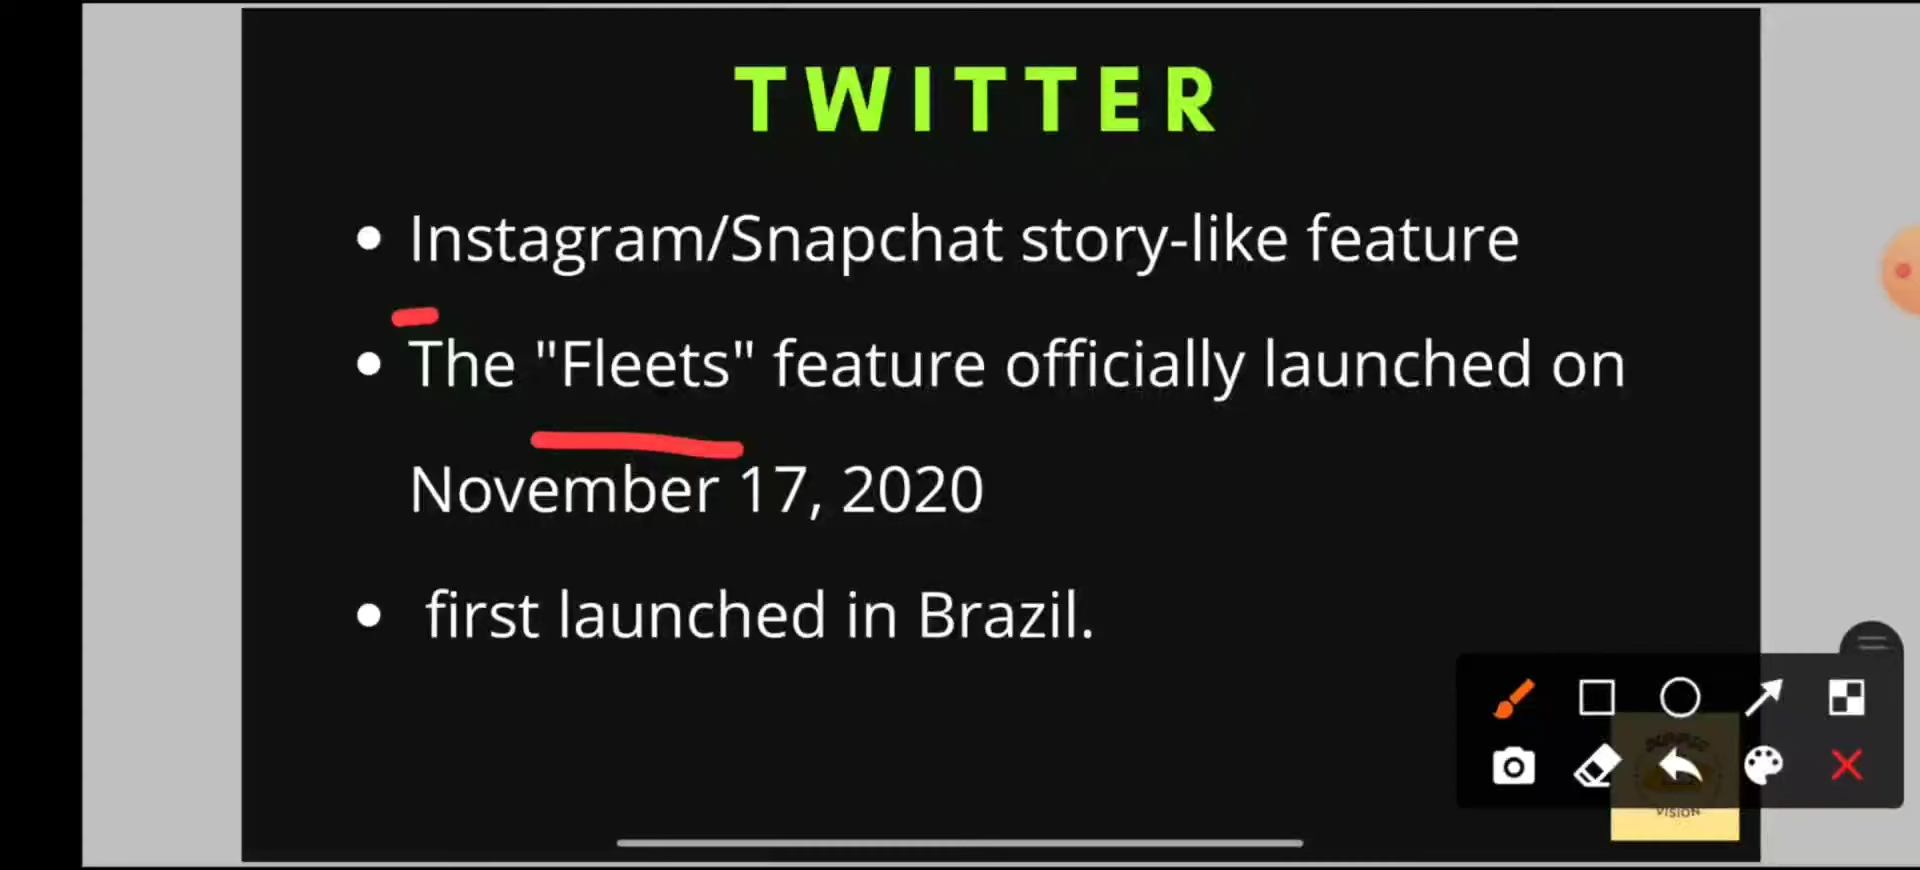 TWITTER
• Instagram/Snapchat story-like feature
• The "Fleets" feature officially launched on
November 17, 2020
• first launched in Brazil.
VISION